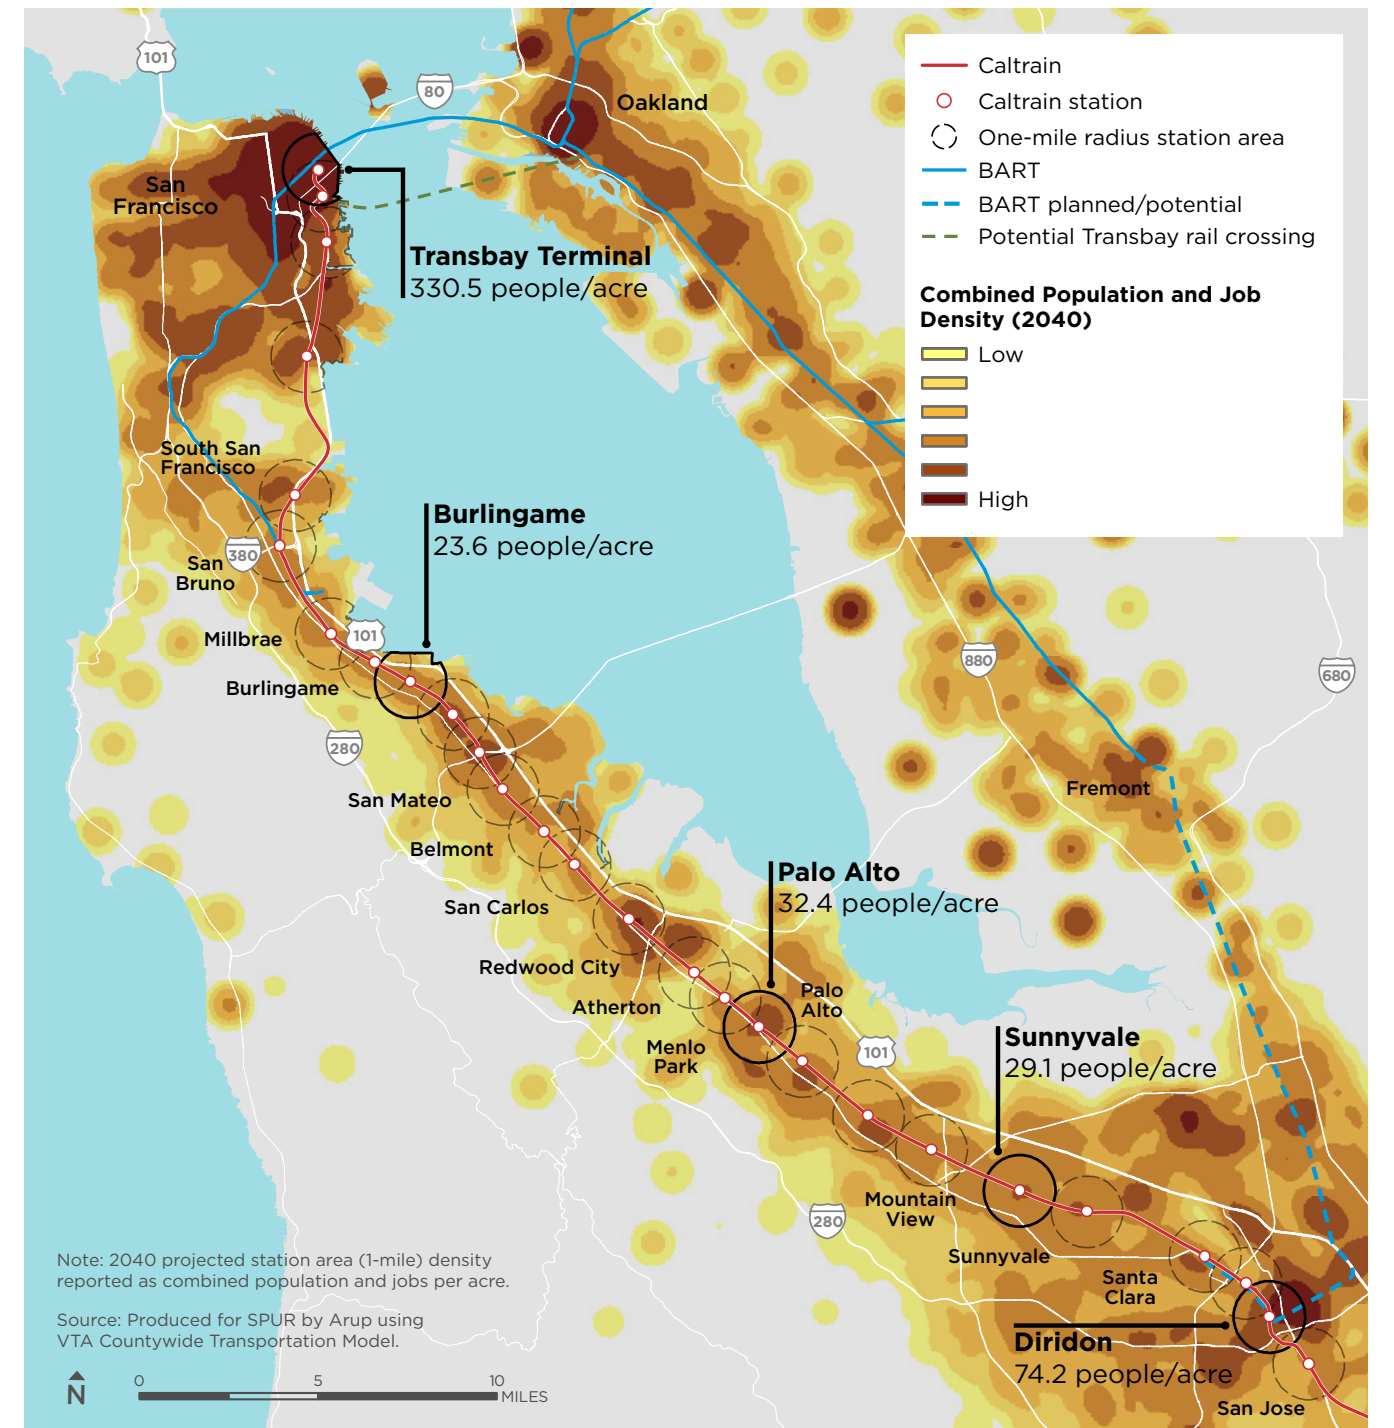 101
80
Oakland
San
Francisco
Transbay Terminal
330.5 people/acre
Caltrain
Caltrain station
One-mile radius station area
BART
BART planned/potential
Potential Transbay rail crossing
Combined Population and Job
Density (2040)
Low
High
South San
Francisco
Burlingame
23.6 people/acre
380
San
Bruno
Millbrae
101
Burlingame
280
880
680
Fremont
San Mateo
Belmont
San Carlos
Palo Alto
32.4 people/acre
Redwood City
Atherton
Palo
Alto
Menlo
Park
101
Sunnyvale
29.1 people/acre
Mountain
View
280
Sunnyvale
Santa
Clara
Diridon
74.2 people/acre
San Jose
Note: 2040 projected station area (1-mile) density
reported as combined population and jobs per acre.
Source: Produced for SPUR by Arup using
VTA Countywide Transportation Model.
N
0 5 10
MILES